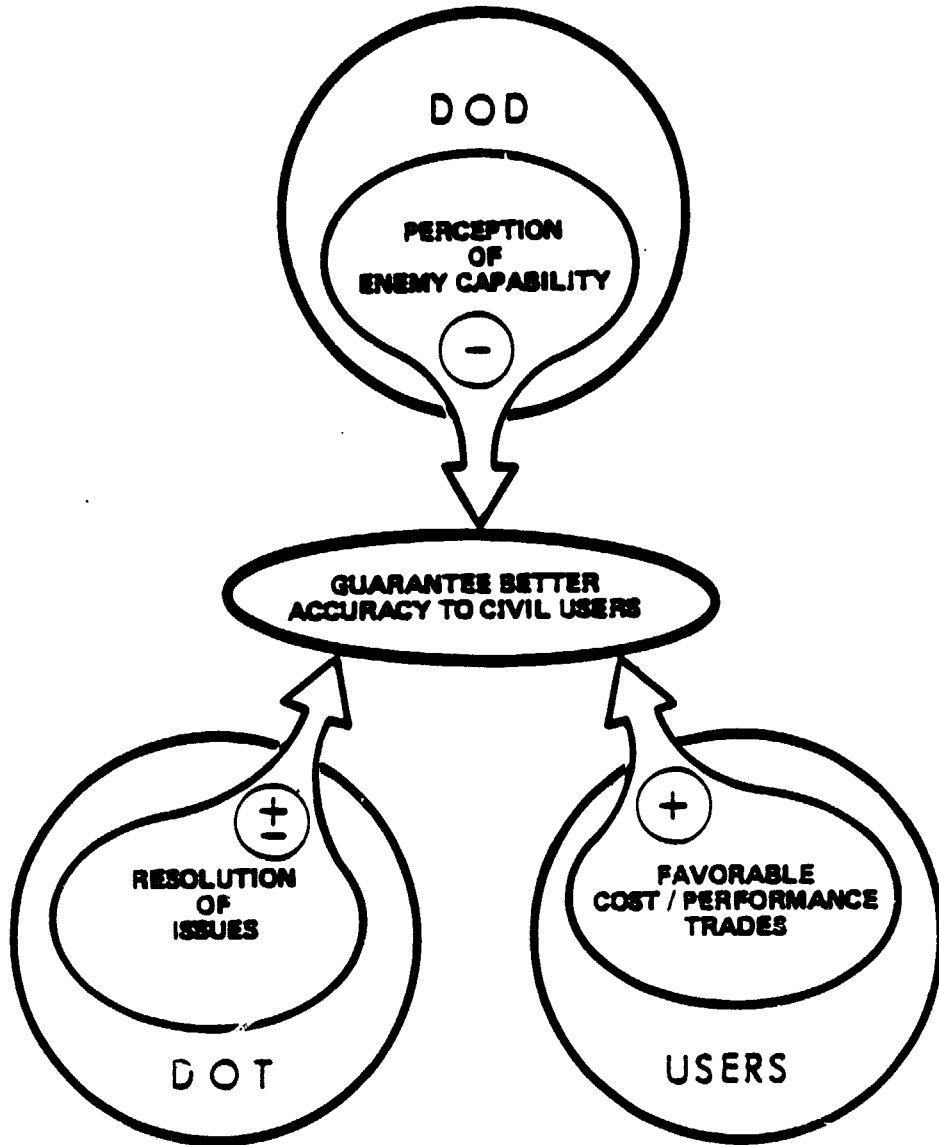 DOD
PERCEPTION
OF
ENEMY CAPABILITY
-
GUARANTEE BETTER
ACCURACY TO CIVIL USERS
±
RESOLUTION
OF
ISSUES
DOT
+
FAVORABLE
COST / PERFORMANCE
TRADES
USERS